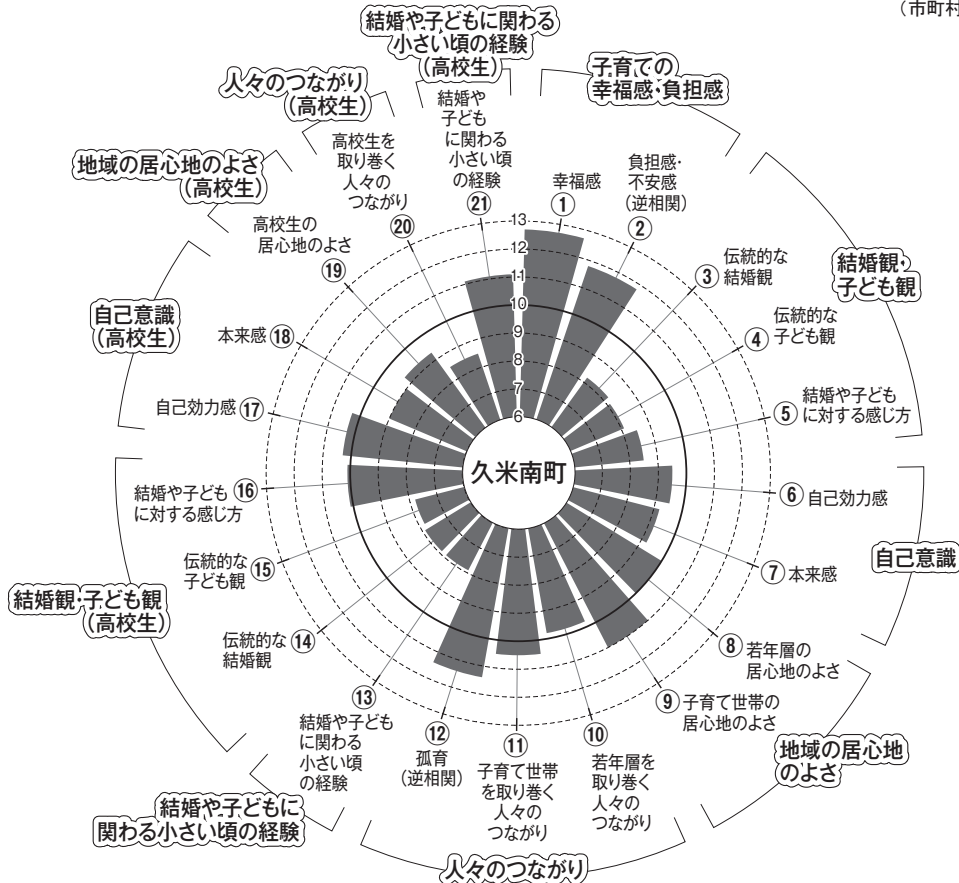 （市町村
結婚や子どもに関わる
小さい頃の経験
（高校生）
子育ての
幸福感・負担感
結婚観・
子ども観
自己意識
地域の居心地
のよさ
人々のつながり
結婚や子どもに
関わる小さい頃の経験
結婚観・子ども観
（高校生）
自己意識
（高校生）
地域の居心地のよさ
（高校生）
人々のつながり
（高校生）
幸福感
①
負担感・
不安感
（逆相関）
②
③ 伝統的な
結婚観
④ 伝統的な
子ども観
⑤ 結婚や子ども
に対する感じ方
⑥ 自己効力感
⑦ 本来感
⑧ 若年層の
居心地のよさ
⑨ 子育て世帯の
居心地のよさ
⑩
若年層を
取り巻く
人々の
つながり
⑪
子育て世帯
を取り巻く
人々の
つながり
⑫
孤育
（逆相関）
⑬
結婚や子ども
に関わる
小さい頃
の経験
伝統的な ⑭
結婚観
伝統的な ⑮
子ども観
結婚や子ども ⑯
に対する感じ方
自己効力感 ⑰
本来感 ⑱
高校生の
居心地のよさ
⑲
高校生を
取り巻く
人々の
つながり
⑳
結婚や
子ども
に関わる
小さい頃
の経験
㉑
13
12
11
10
9
8
7
6
久米南町